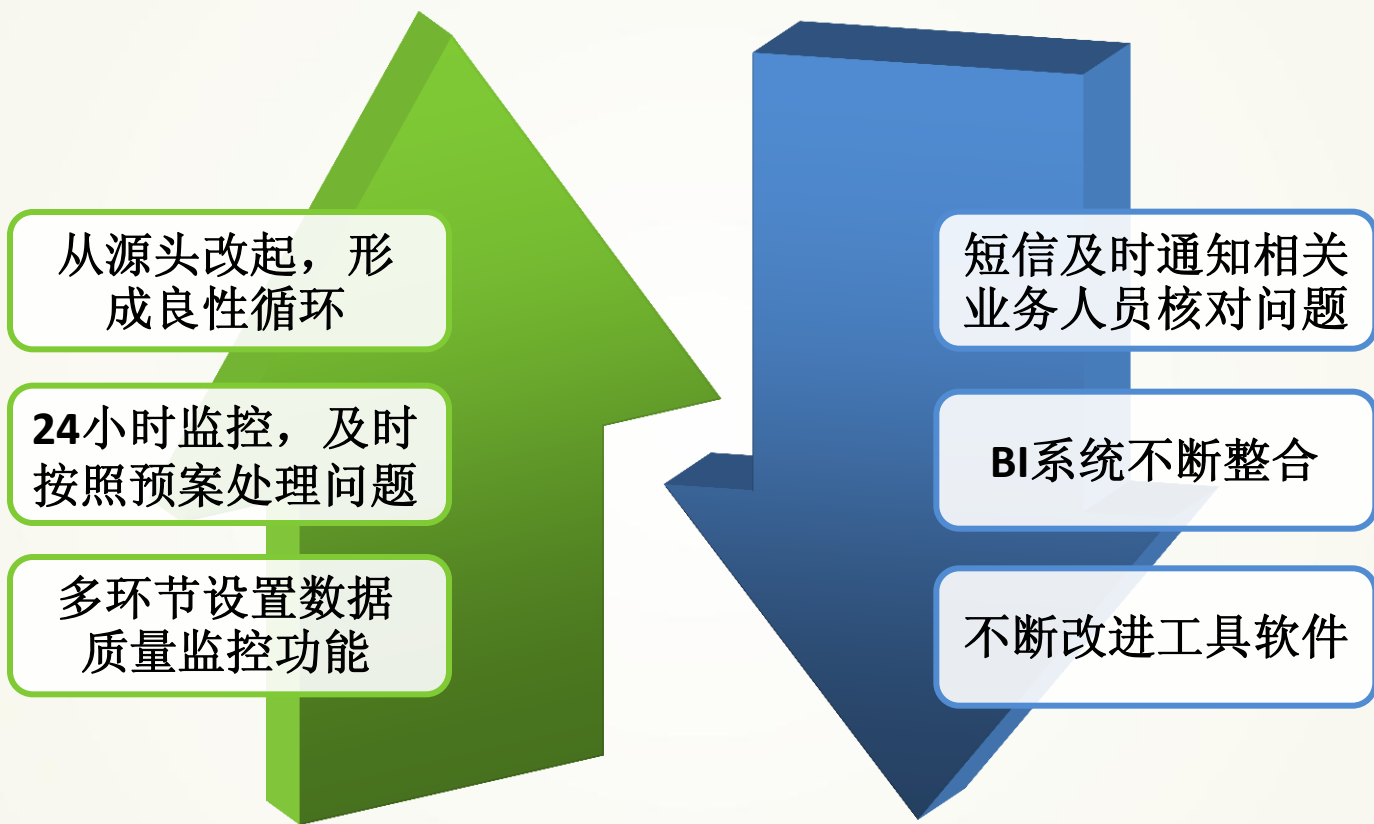 从源头改起，形
成良性循环
24小时监控，及时
按照预案处理问题
多环节设置数据
质量监控功能
短信及时通知相关
业务人员核对问题
BI系统不断整合
不断改进工具软件